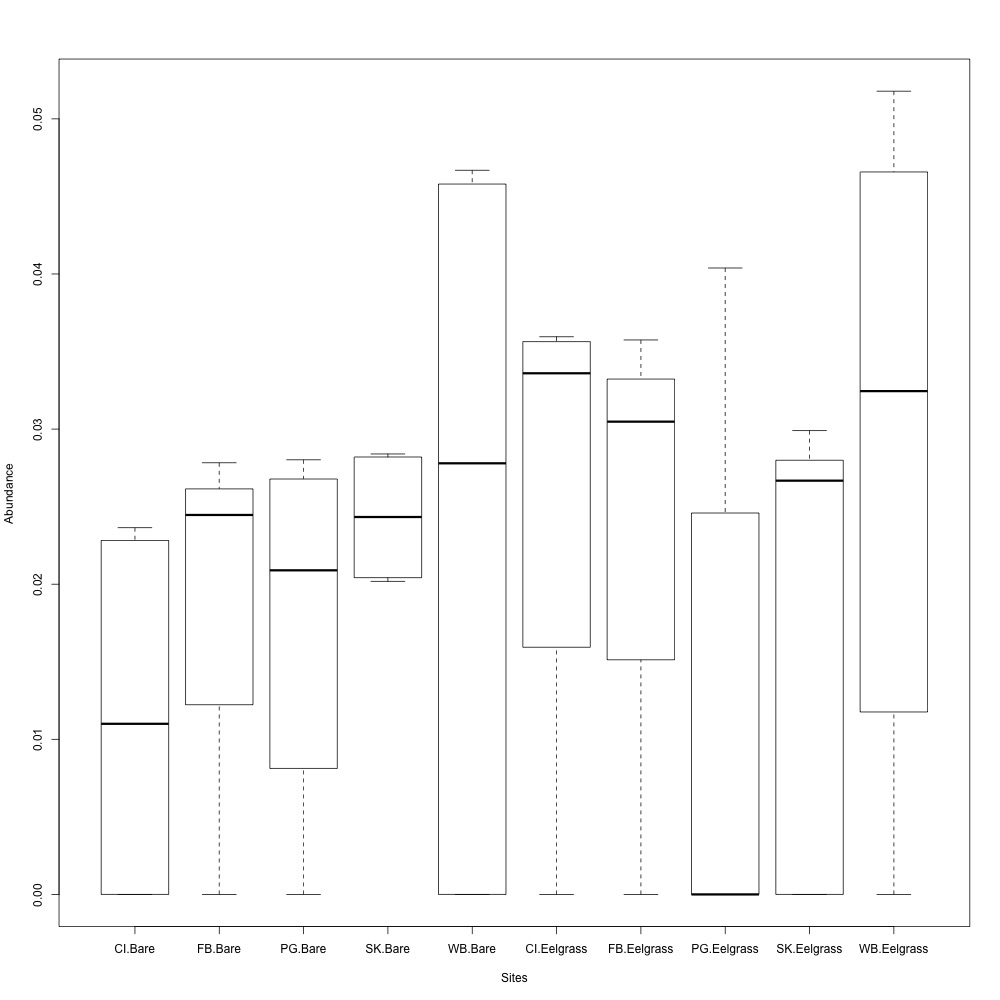 0.05
0.04
0.03
0.02
0.01
0.00
Abundance
CI.Bare FB.Bare PG.Bare SK.Bare WB.Bare CI.Eelgrass FB.Eelgrass PG.Eelgrass SK.Eelgrass WB.Eelgrass
Sites